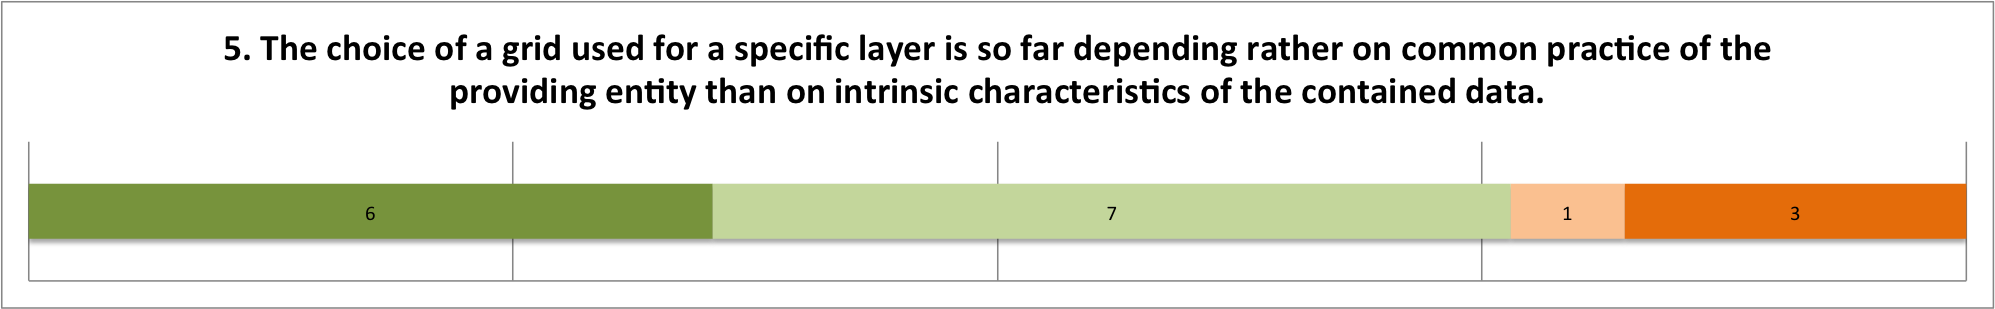 5. The choice of a grid used for a specific layer is so far depending rather on common practice of the
providing entity than on intrinsic characteristics of the contained data.
6 7 1 3